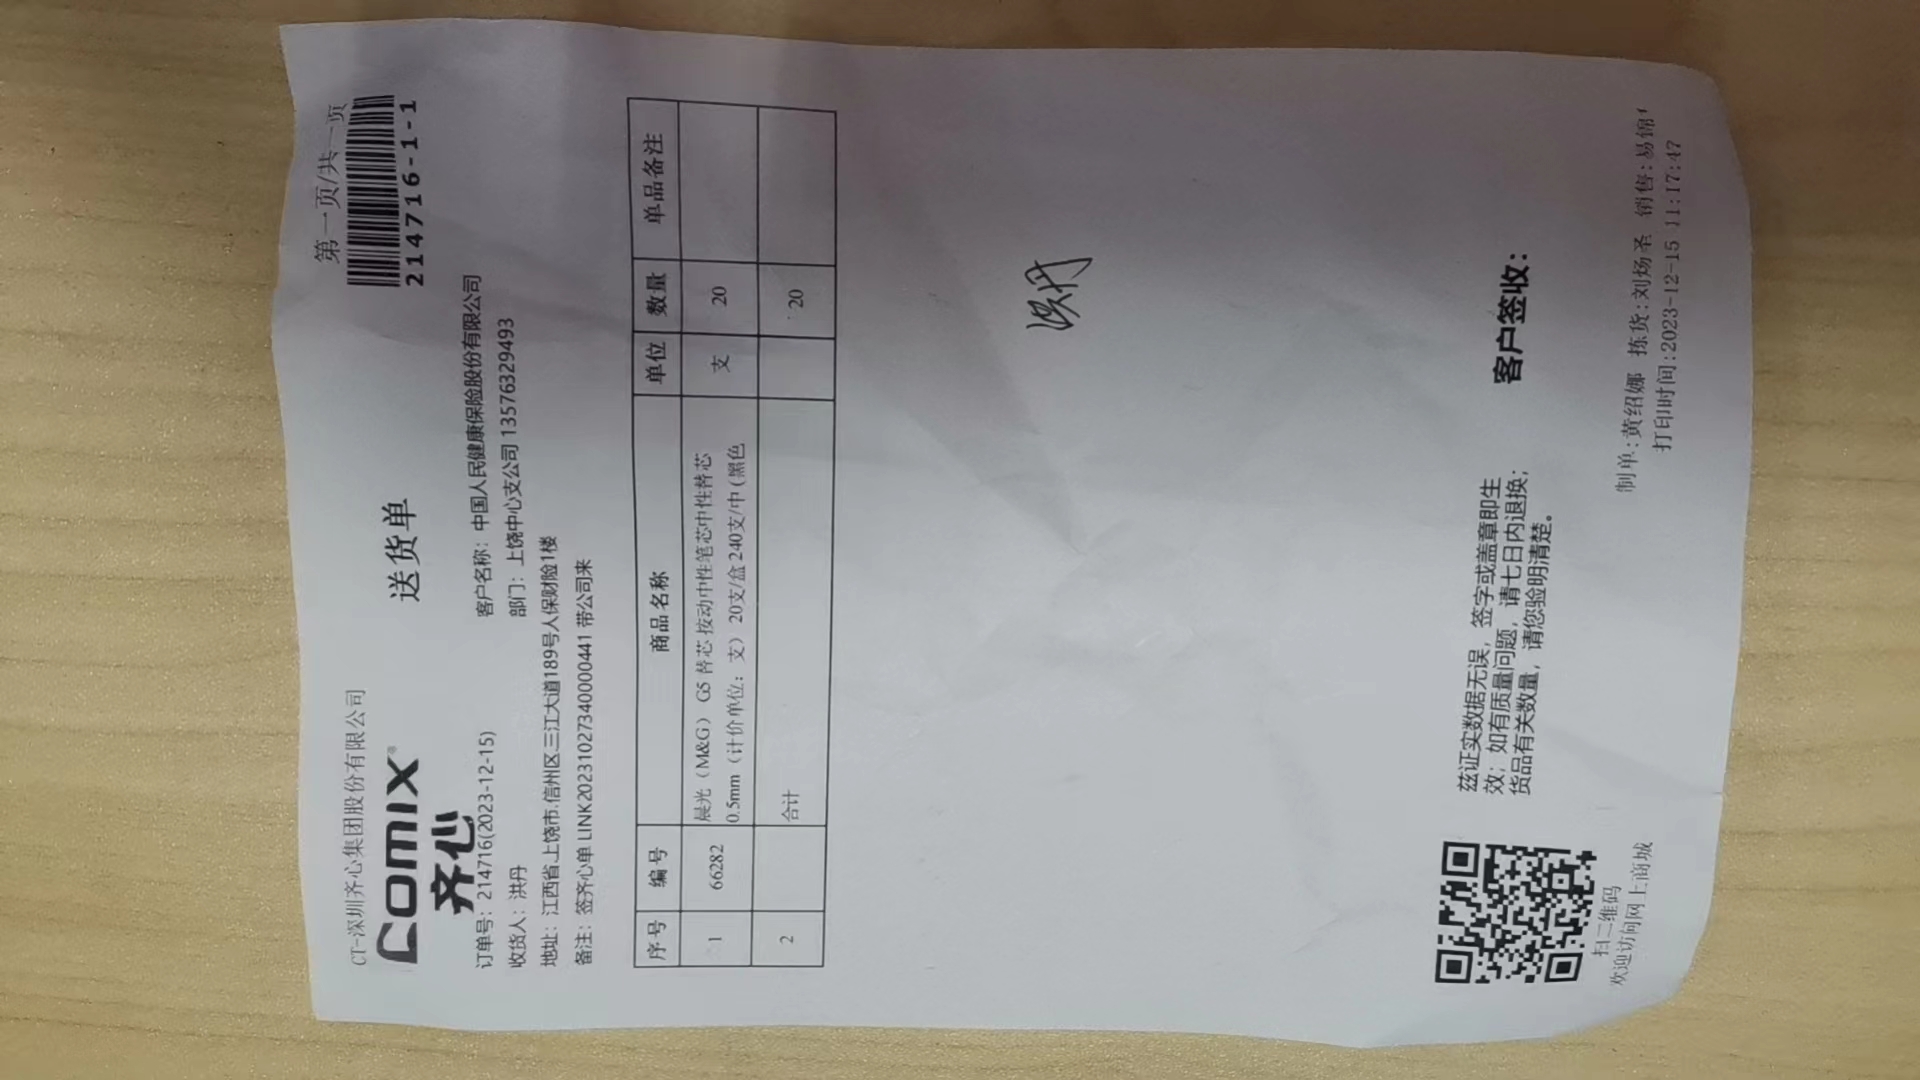 CT-深圳齐心集团股份有限公司
第一页/共一页
comix®
齐心
送货单
214716-1-1
订单号：214716(2023-12-15)
客户名称：中国人民健康保险股份有限公司
收货人：洪丹
部门：上饶中心支公司 13576329493
地址：江西省.上饶市.信州区.三江大道189号人保财险1楼
备注：签齐心单 LINK2023102734000441 带公司来
序号 编号 商品名称 单位 数量 单品备注
1 66282 晨光（M&G）G5 替芯 按动中性笔芯中性替芯 支 20
0.5mm（计价单位：支）20支/盒 240支/中(黑色
2 合计 20
洪丹
兹证实数据无误，签字或盖章即生
效；如有质量问题，请七日内退换；
货品有关数量，请您验明清楚。
客户签收：
扫二维码
欢迎访问网上商城
制单:黄绍娜 拣货:刘炀圣 销售:易锦
打印时间:2023-12-15 11:17:47